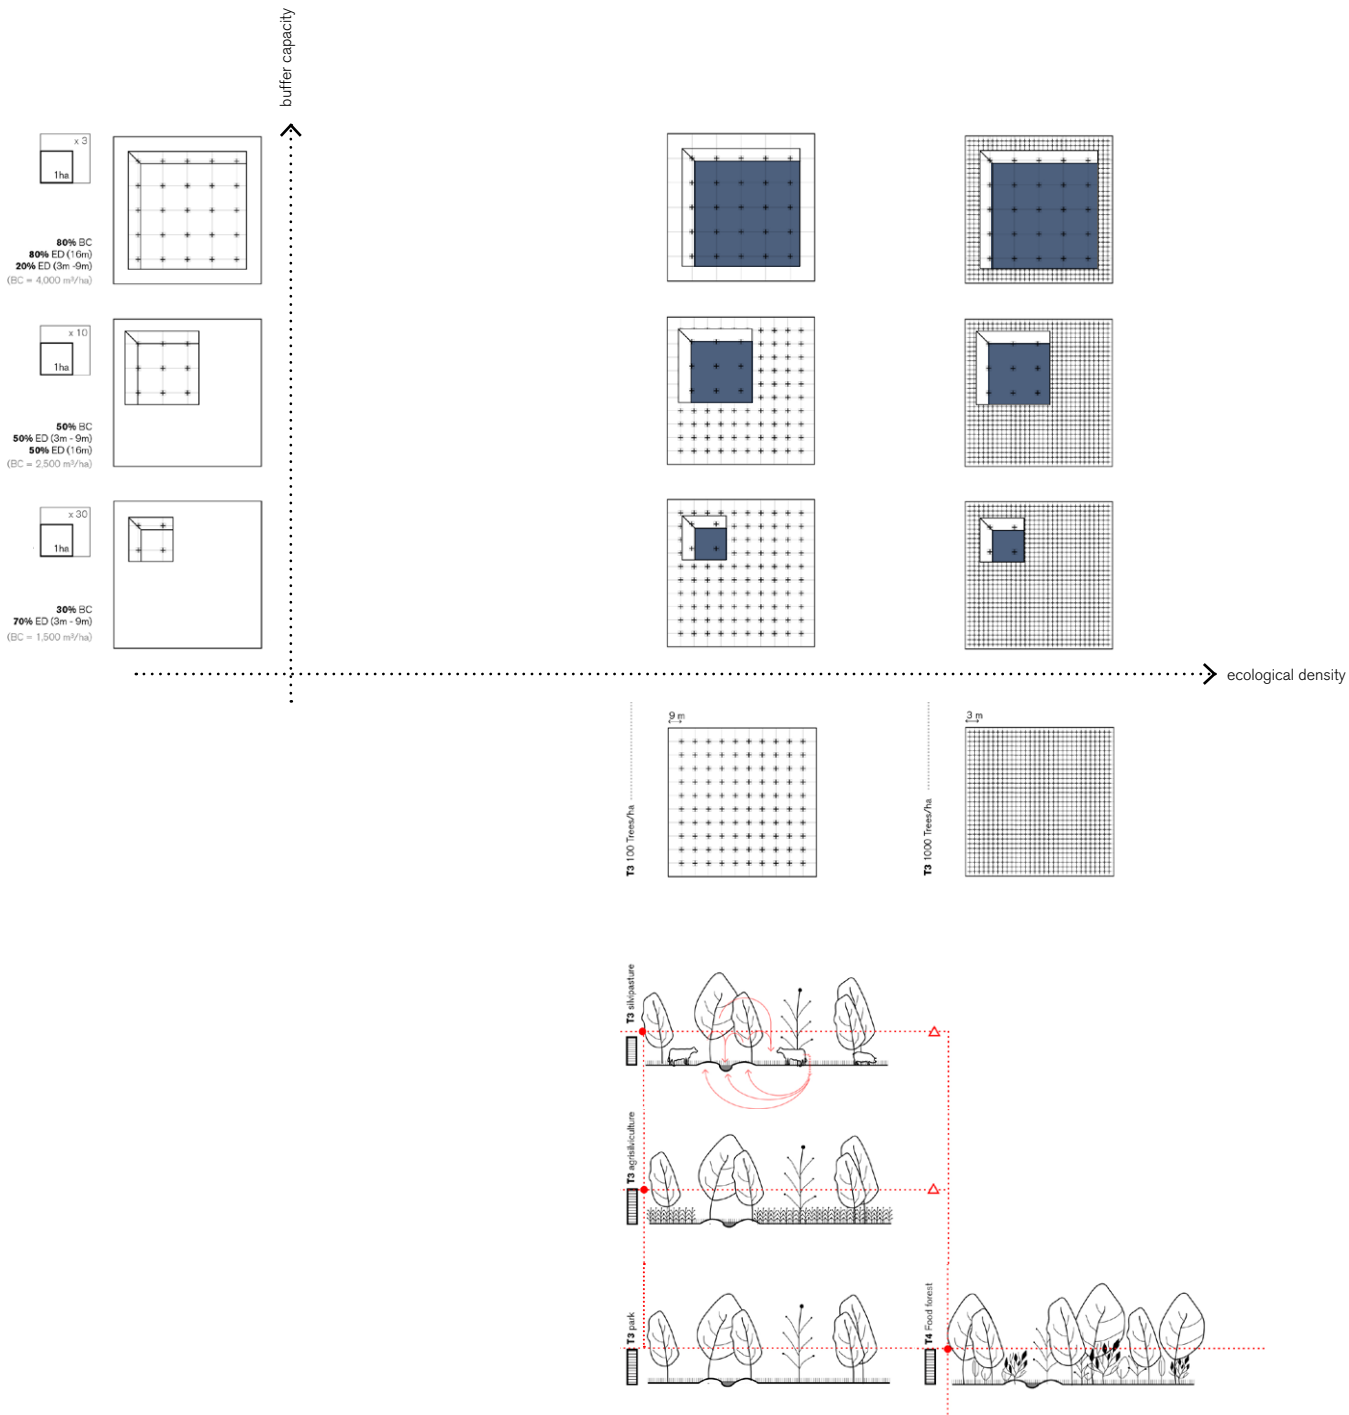 buffer capacity
x 3
1ha
80% BC
80% ED (16m)
20% ED (3m -9m)
(BC = 4,000 m³/ha)
x 10
1ha
50% BC
50% ED (3m - 9m)
50% ED (16m)
(BC = 2,500 m³/ha)
x 30
1ha
30% BC
70% ED (3m - 9m)
(BC = 1,500 m³/ha)
ecological density
9 m
3 m
T3 100 Trees/ha
T3 1000 Trees/ha
T3 silvipasture
T3 agrisilviculture
T3 park
T4 Food forest